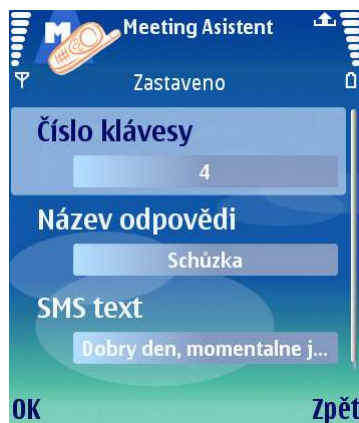 M
Meeting Asistent
Zastaveno
Číslo klávesy
4
Název odpovědi
Schůzka
SMS text
Dobry den, momentalne j...
OK Zpět